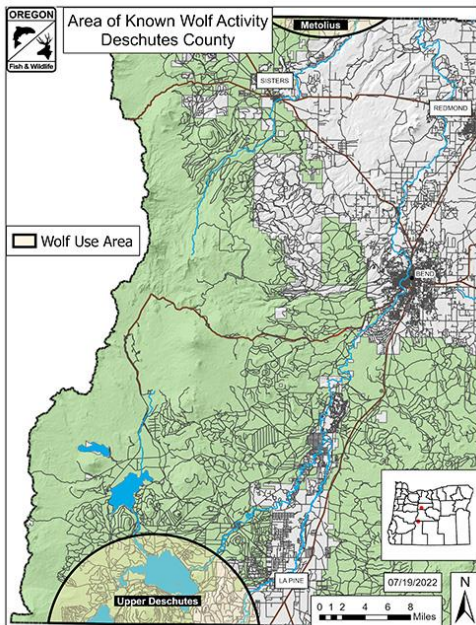 OREGON
Fish & Wildlife
Area of Known Wolf Activity
Deschutes County
Metolius
SISTERS
REDMOND
Wolf Use Area
BEND
LA PINE
Upper Deschutes
07/19/2022
N
0 1 2 4 6 8
Miles